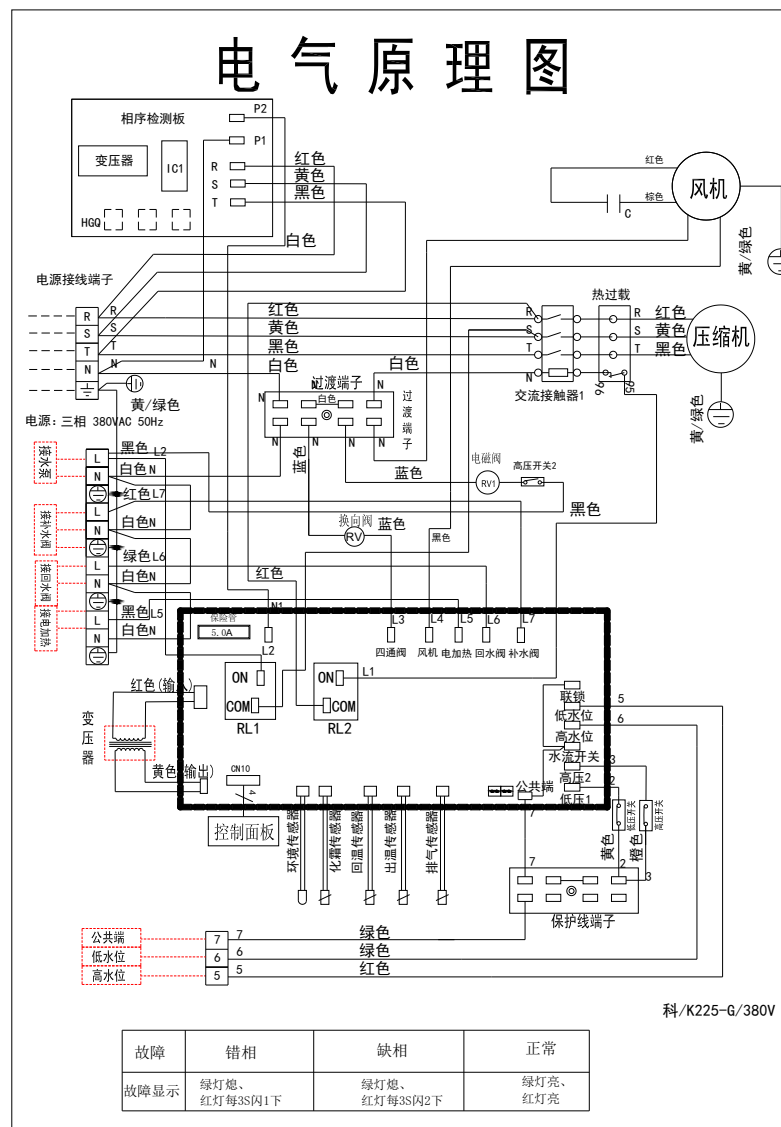 电气原理图
相序检测板
P2
P1
变压器
IC1
R
S
T
HGQ
红色
黄色
黑色
白色
红色
棕色
C
风机
黄/绿色
电源接线端子
R
S
T
N
R
S
T
N
N
红色
黄色
黑色
白色
白色
R
S
T
N
热过载
R
S
T
红色
黄色
黑色
压缩机
96
95
交流接触器1
黄/绿色
黄/绿色
电源: 三相 380VAC 50Hz
过渡端子
白色
过渡端子
N
N
N
N
N
N
N
N
蓝色
蓝色
电磁阀
RV1
高压开关2
黑色
换向阀
RV
蓝色
黑色
红色
接水泵
接补水阀
接回水阀
接电加热
L
N
L
N
L
N
L
N
黑色
L2
白色N
红色L7
白色N
绿色L6
白色N
黑色L5
白色N
保险管
5.0A
N1
L2
L3
L4
L5
L6
L7
四通阀
风机
电加热
回水阀
补水阀
ON
COM
RL1
ON
COM
RL2
L1
联锁
低水位
高水位
水流开关
高压2
低压1
公共端
5
6
3
2
7
变压器
红色(输入)
黄色(输出)
CN10
4
控制面板
环境传感器
化霜传感器
回温传感器
出温传感器
排气传感器
低压开关
高压开关
黄色
橙色
7
2
3
保护线端子
公共端
低水位
高水位
7
6
5
7
6
5
绿色
绿色
红色
科/K225-G/380V
故障
错相
缺相
正常
故障显示
绿灯熄、
红灯每3S闪1下
绿灯熄、
红灯每3S闪2下
绿灯亮、
红灯亮